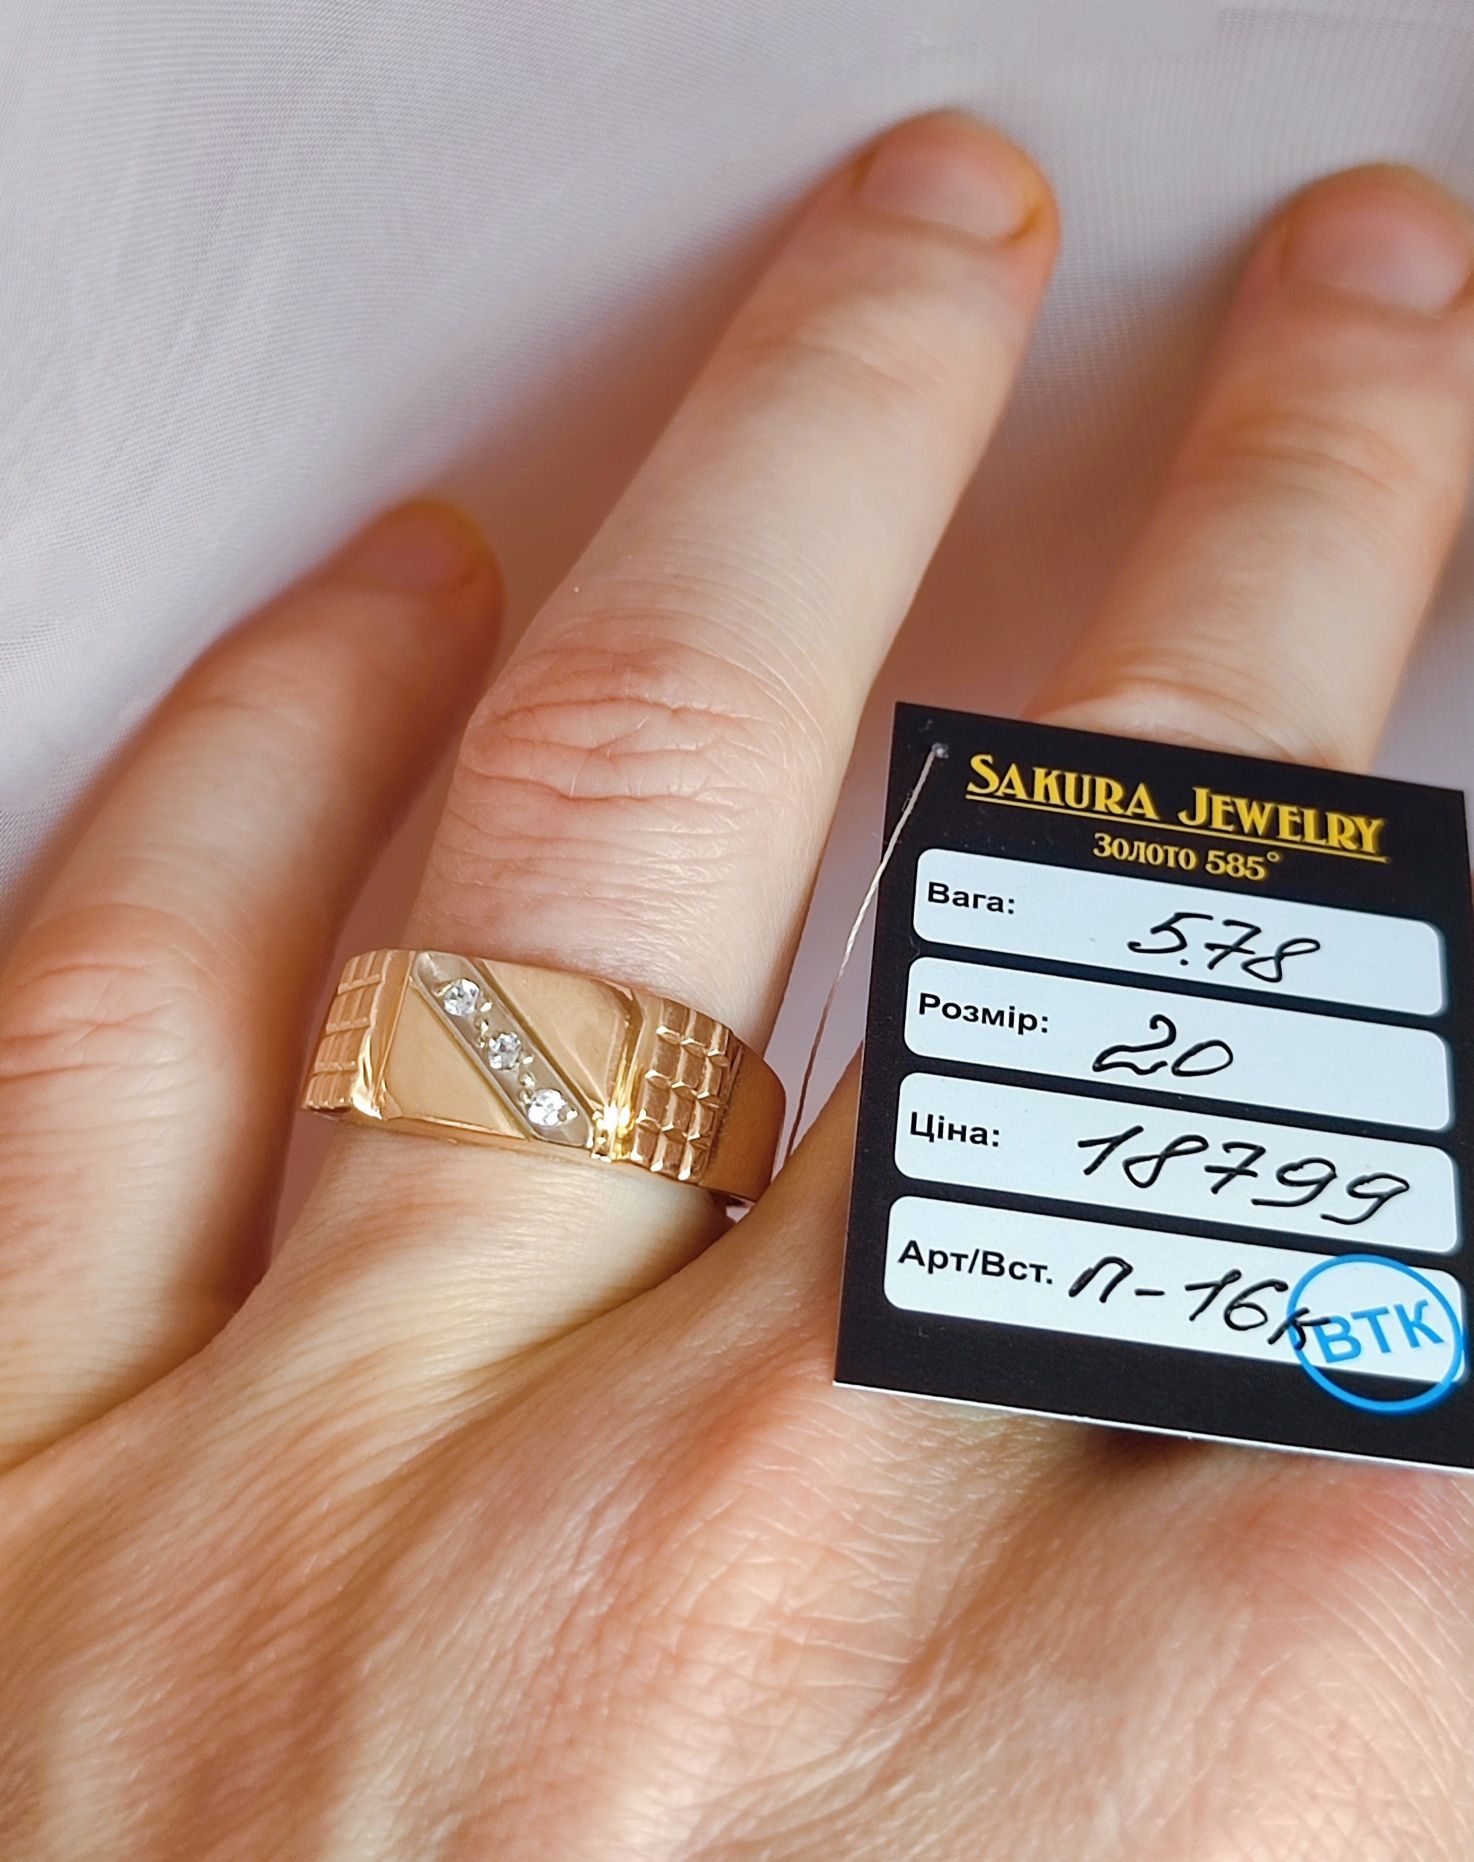 SAKURA JEWELRY
Золото 585°
Вага: 5.78
Розмір: 20
Ціна: 18799
Арт/Вст. П-16к
ВТК